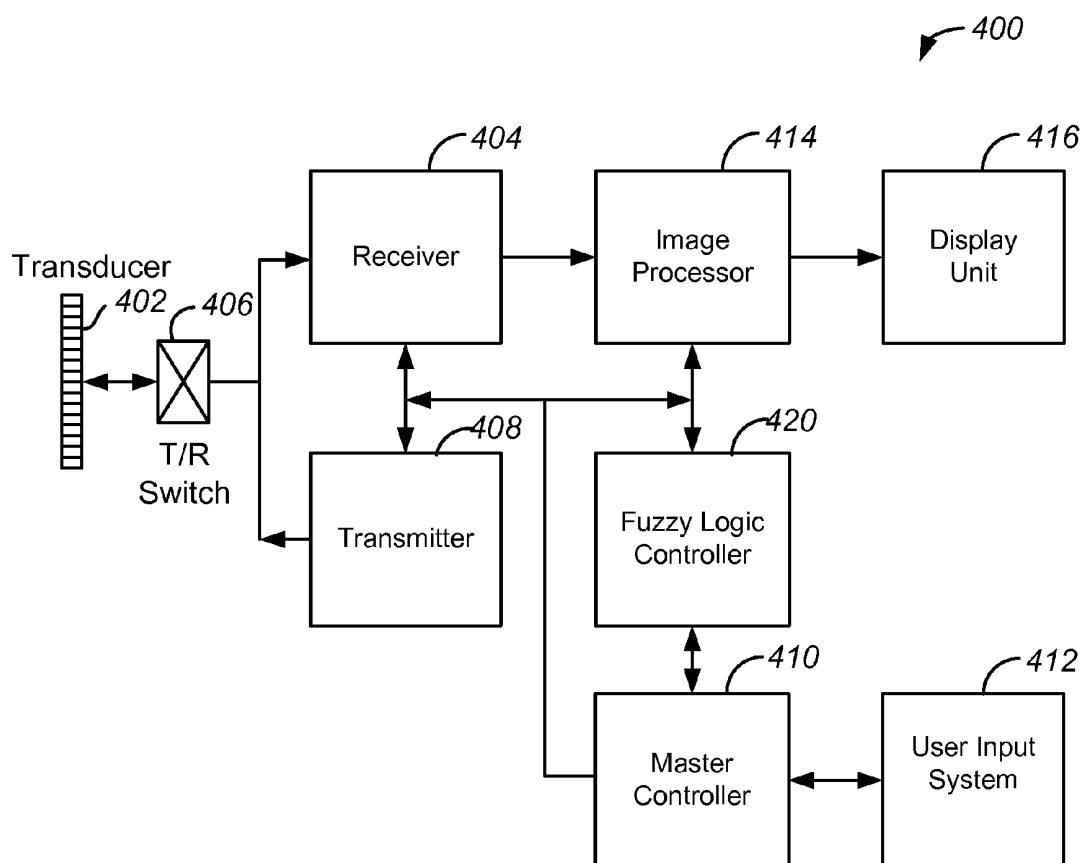 400
404
414
416
Receiver
Image
Processor
Display
Unit
Transducer
402
406
T/R
Switch
408
420
Transmitter
Fuzzy Logic
Controller
410
412
Master
Controller
User Input
System